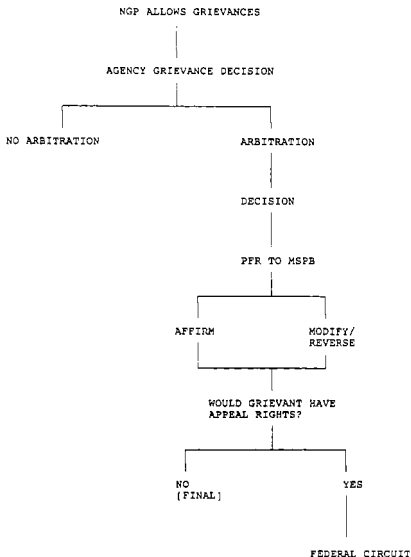 NGP ALLOWS GRIEVANCES
AGENCY GRIEVANCE DECISION
NO ARBITRATION
ARBITRATION
DECISION
PFR TO MSPB
AFFIRM
MODIFY/
REVERSE
WOULD GRIEVANT HAVE
APPEAL RIGHTS?
NO
[FINAL]
YES
FEDERAL CIRCUIT